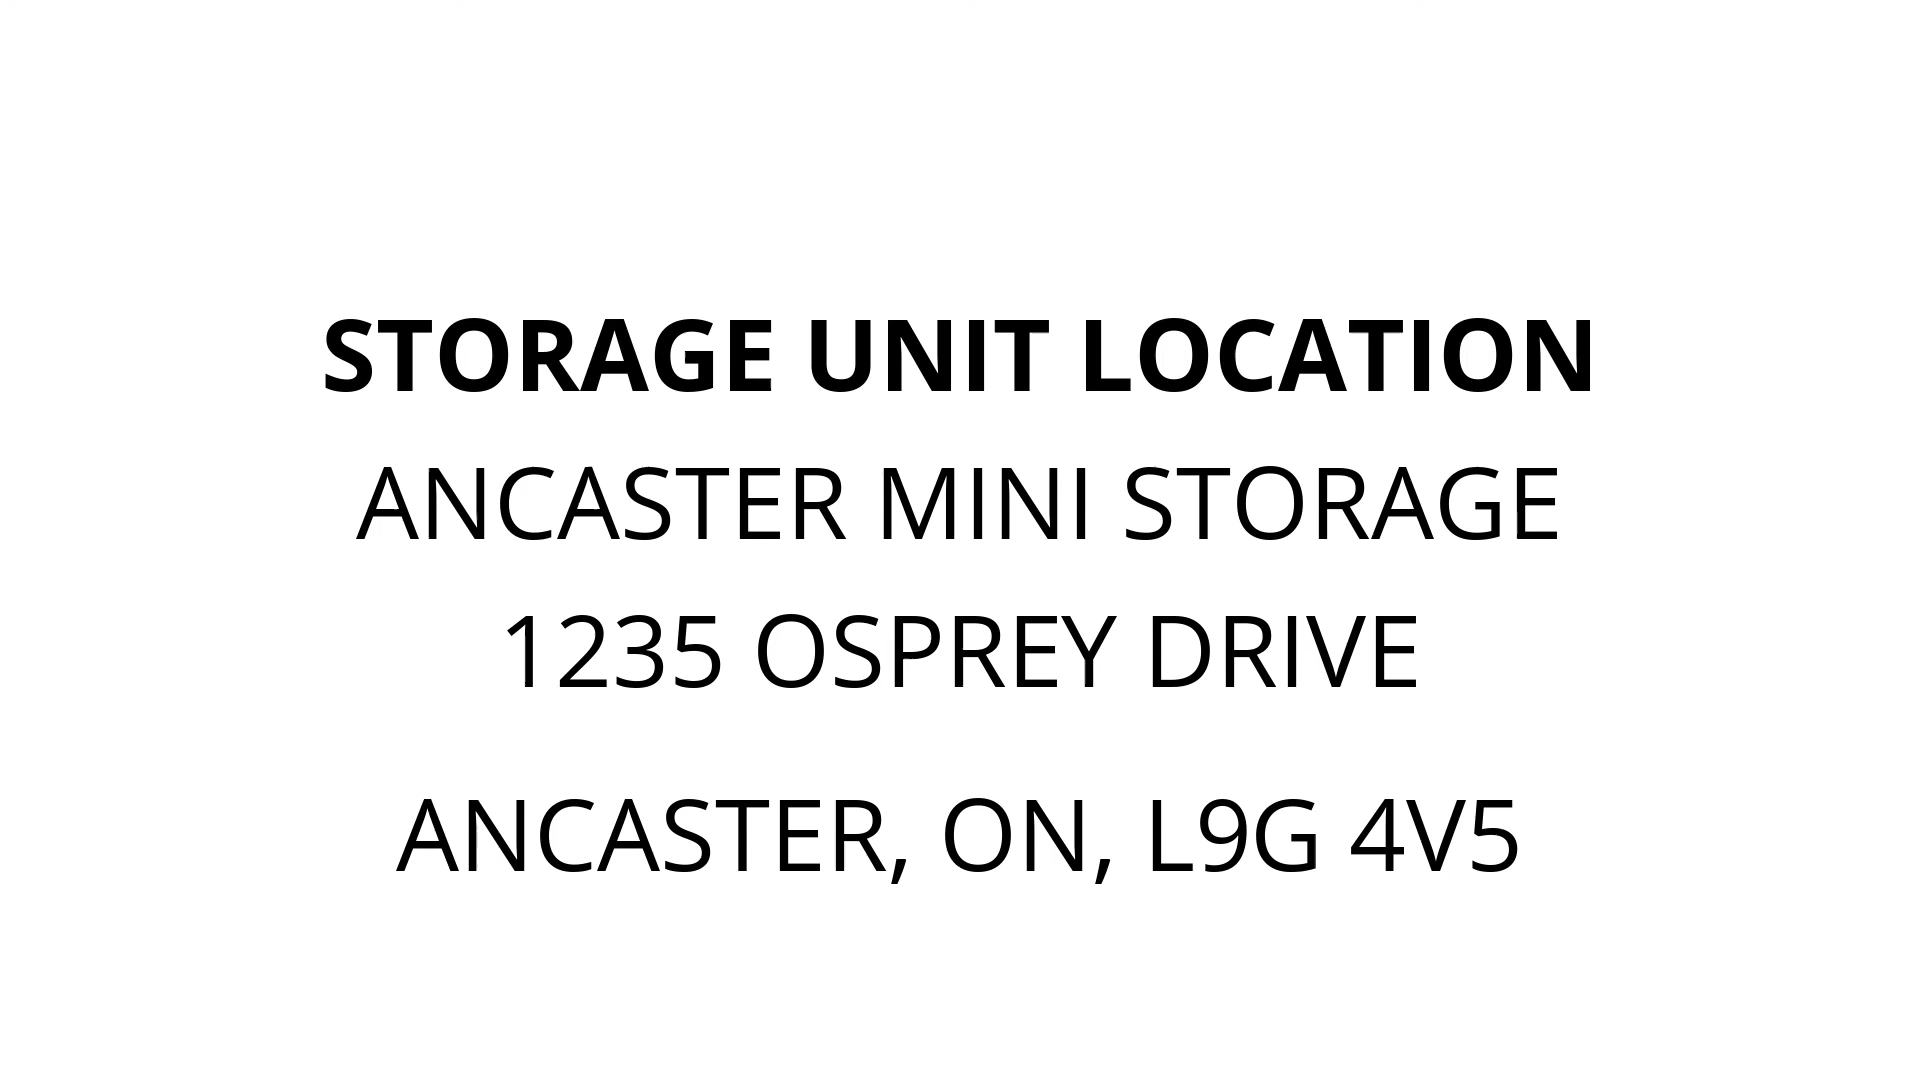 STORAGE UNIT LOCATION
ANCASTER MINI STORAGE
1235 OSPREY DRIVE
ANCASTER, ON, L9G 4V5